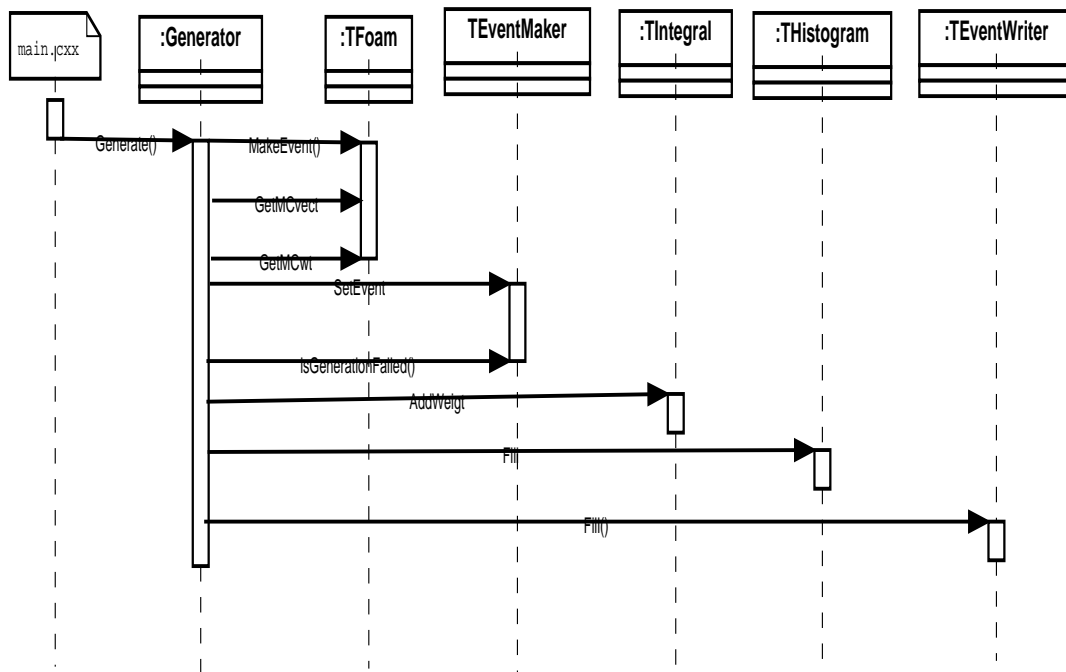 main.cxx
:Generator
:TFoam
TEventMaker
:TIntegral
:THistogram
:TEventWriter
Generate()
MakeEvent()
GetMCvect
GetMCwt
SetEvent
IsGenerationFailed()
AddWeigt
Fill
Fill()